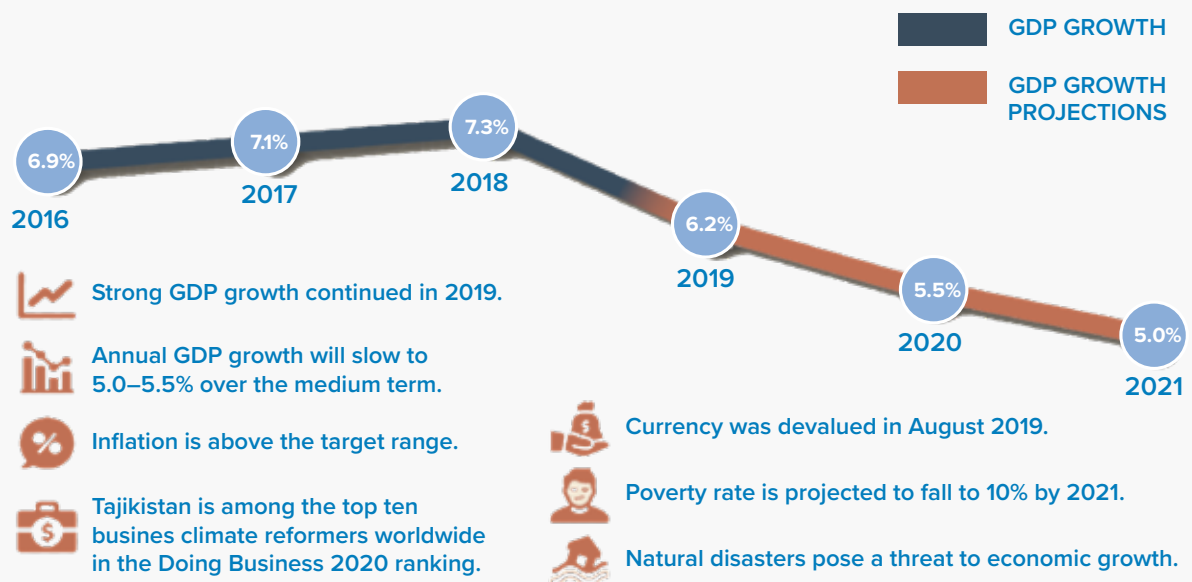 GDP GROWTH
GDP GROWTH
PROJECTIONS
6.9%
2016
7.1%
2017
7.3%
2018
6.2%
2019
5.5%
2020
5.0%
2021
Strong GDP growth continued in 2019.
Annual GDP growth will slow to
5.0–5.5% over the medium term.
%
Inflation is above the target range.
$
Tajikistan is among the top ten
busines climate reformers worldwide
in the Doing Business 2020 ranking.
$
Currency was devalued in August 2019.
Poverty rate is projected to fall to 10% by 2021.
Natural disasters pose a threat to economic growth.